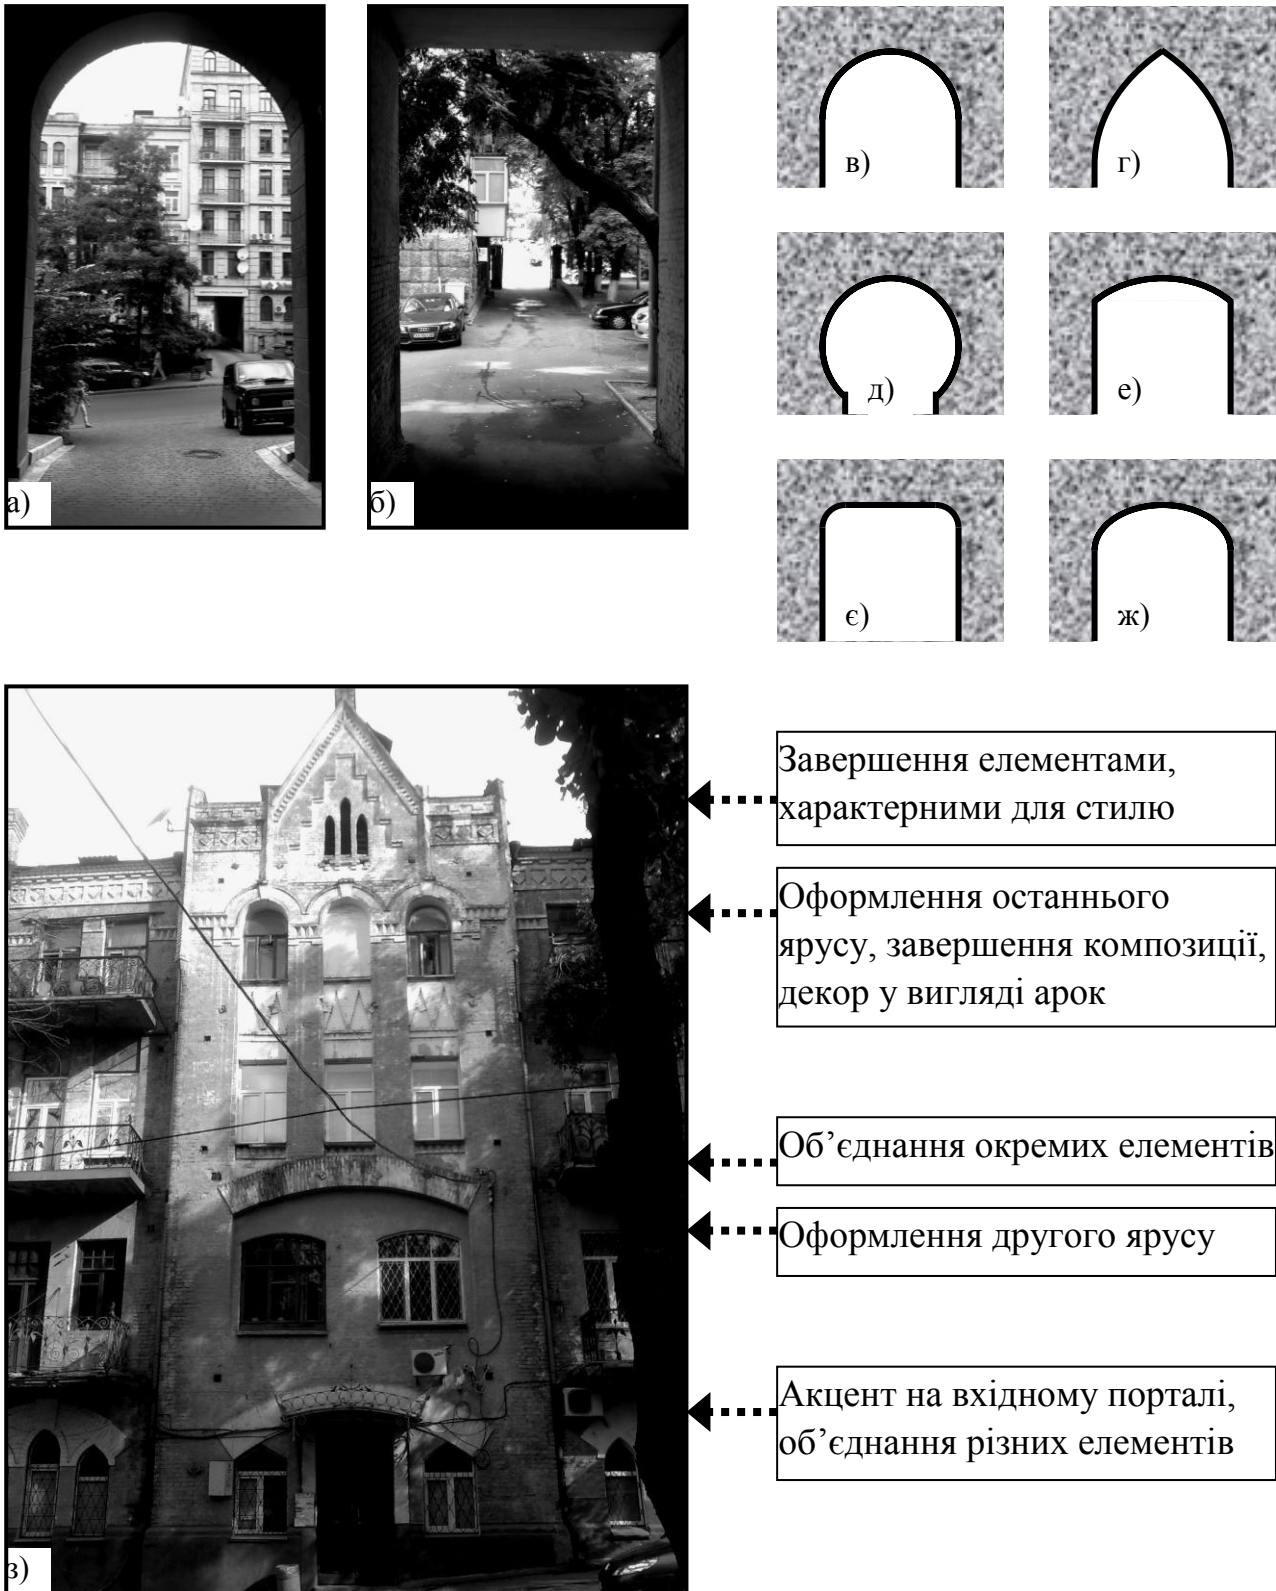 а)
б)
в)
г)
д)
е)
є)
ж)
Завершення елементами,
характерними для стилю
Оформлення останнього
ярусу, завершення композиції,
декор у вигляді арок
Об’єднання окремих елементів
Оформлення другого ярусу
Акцент на вхідному порталі,
об’єднання різних елементів
з)